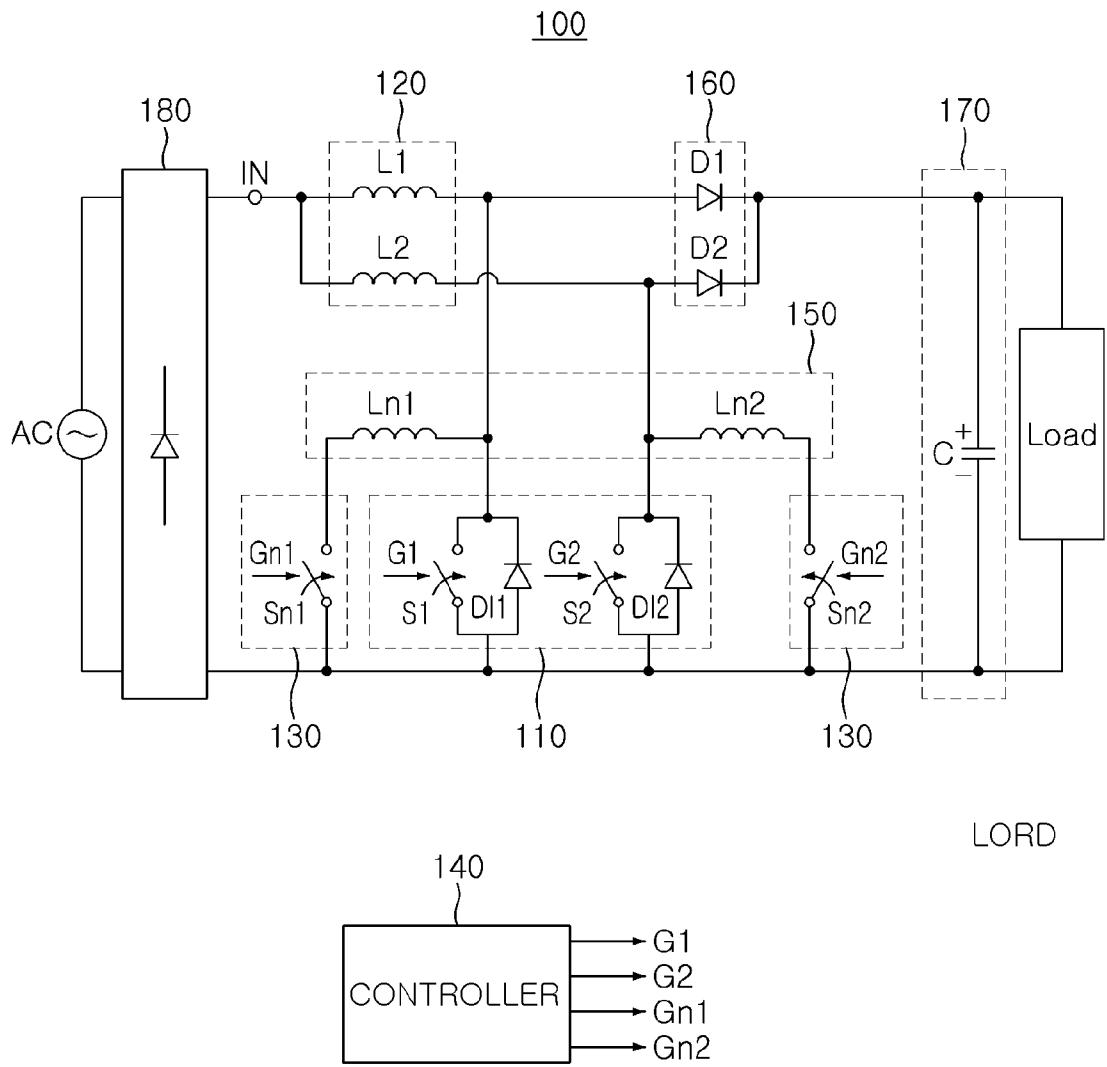 100
120
160
180
170
IN
L1
D1
L2
D2
150
Ln1
Ln2
AC
C
+
−
Load
Gn1
G1
G2
Gn2
Sn1
S1
DI1
S2
DI2
Sn2
130
110
130
LORD
140
CONTROLLER
G1
G2
Gn1
Gn2